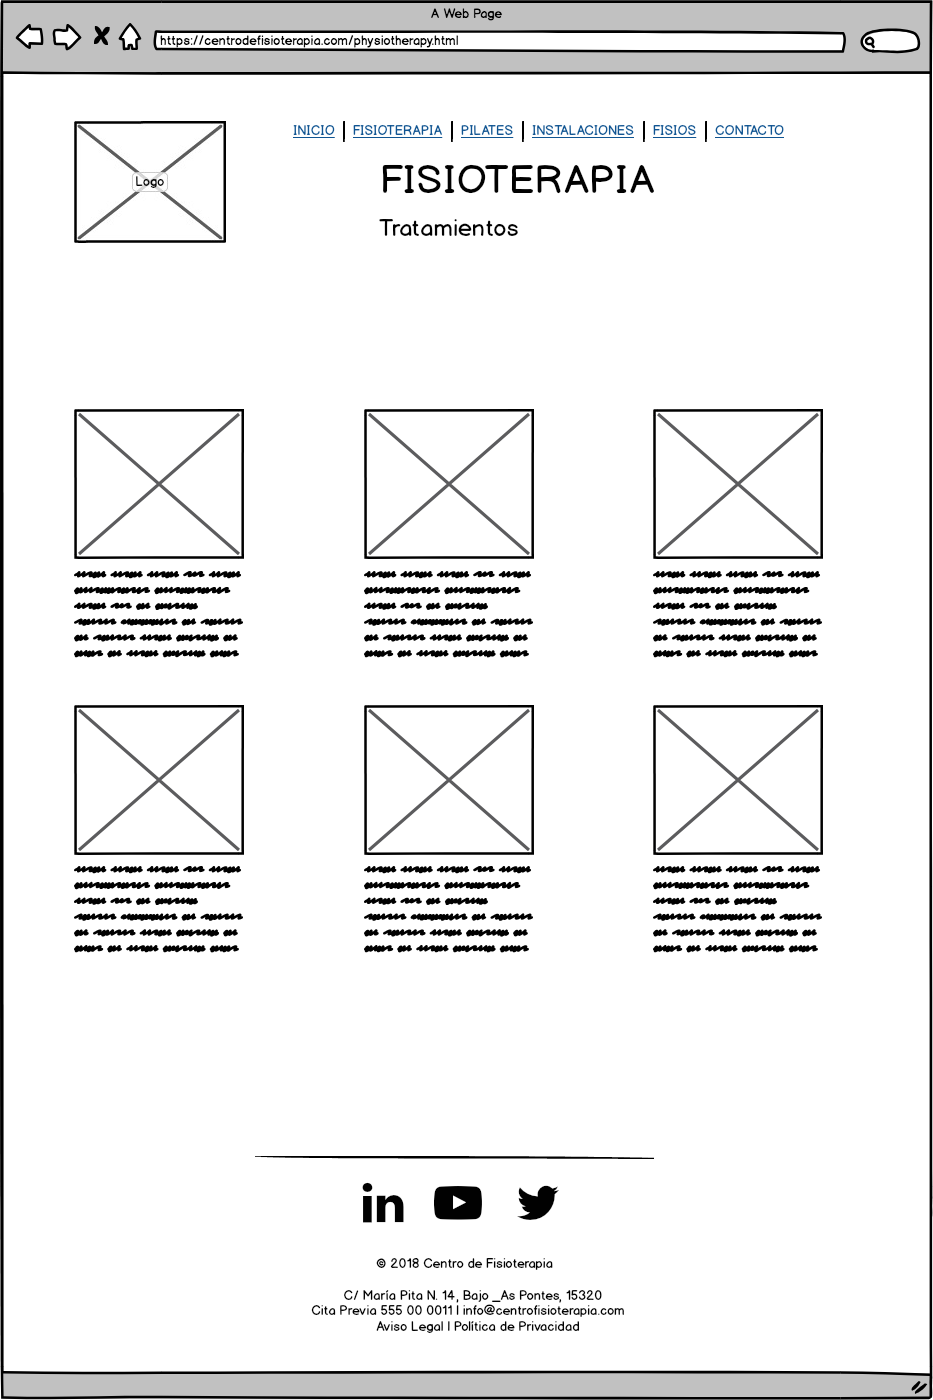 A Web Page
https://centrodefisioterapia.com/physiotherapy.html
Logo
INICIO | FISIOTERAPIA | PILATES | INSTALACIONES | FISIOS | CONTACTO
FISIOTERAPIA
Tratamientos
in
© 2018 Centro de Fisioterapia
C/ María Pita N. 14, Bajo _As Pontes, 15320
Cita Previa 555 00 0011 | info@centrofisioterapia.com
Aviso Legal | Política de Privacidad